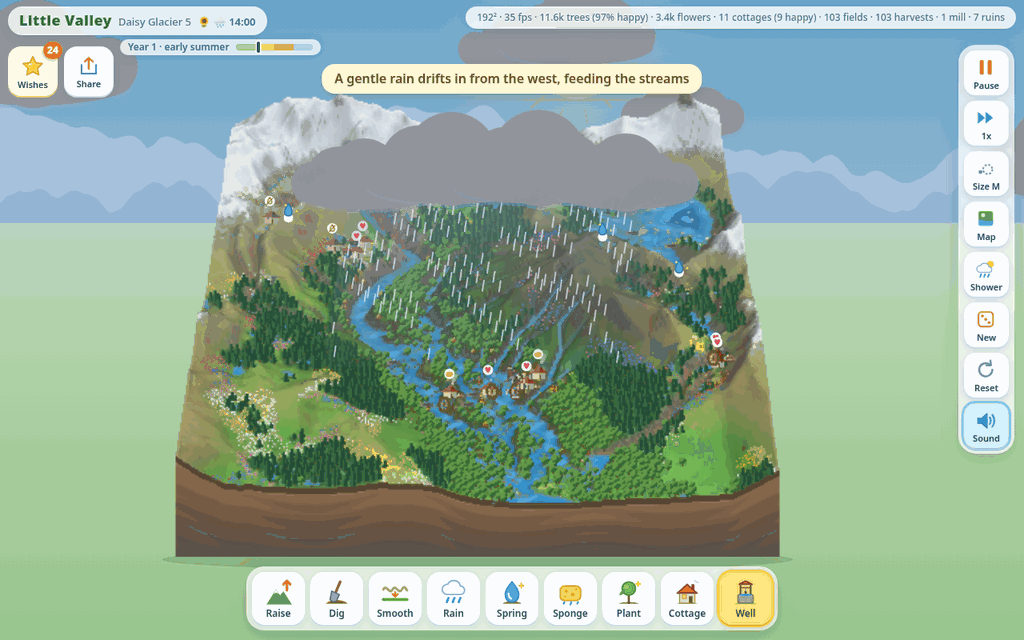 Little Valley Daisy Glacier 5 14:00
192² · 35 fps · 11.6k trees (97% happy) · 3.4k flowers · 11 cottages (9 happy) · 103 fields · 103 harvests · 1 mill · 7 ruins
Year 1 · early summer
24
Wishes
Share
A gentle rain drifts in from the west, feeding the streams
Pause
1x
Size M
Map
Shower
New
Reset
Sound
Raise
Dig
Smooth
Rain
Spring
Sponge
Plant
Cottage
Well